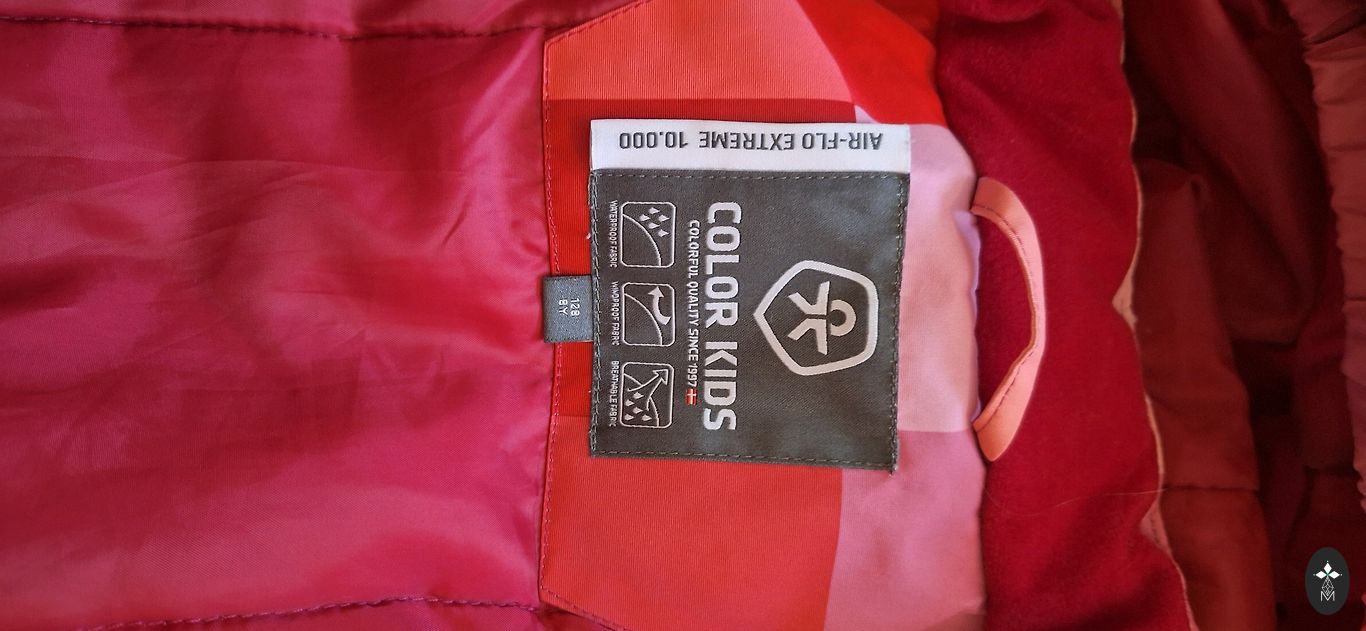 AIR-FLO EXTREME 10.000
COLOR KIDS
COLORFUL QUALITY SINCE 1997
WATERPROOF FABRIC
WINDPROOF FABRIC
BREATHABLE FABRIC
128
8Y
M